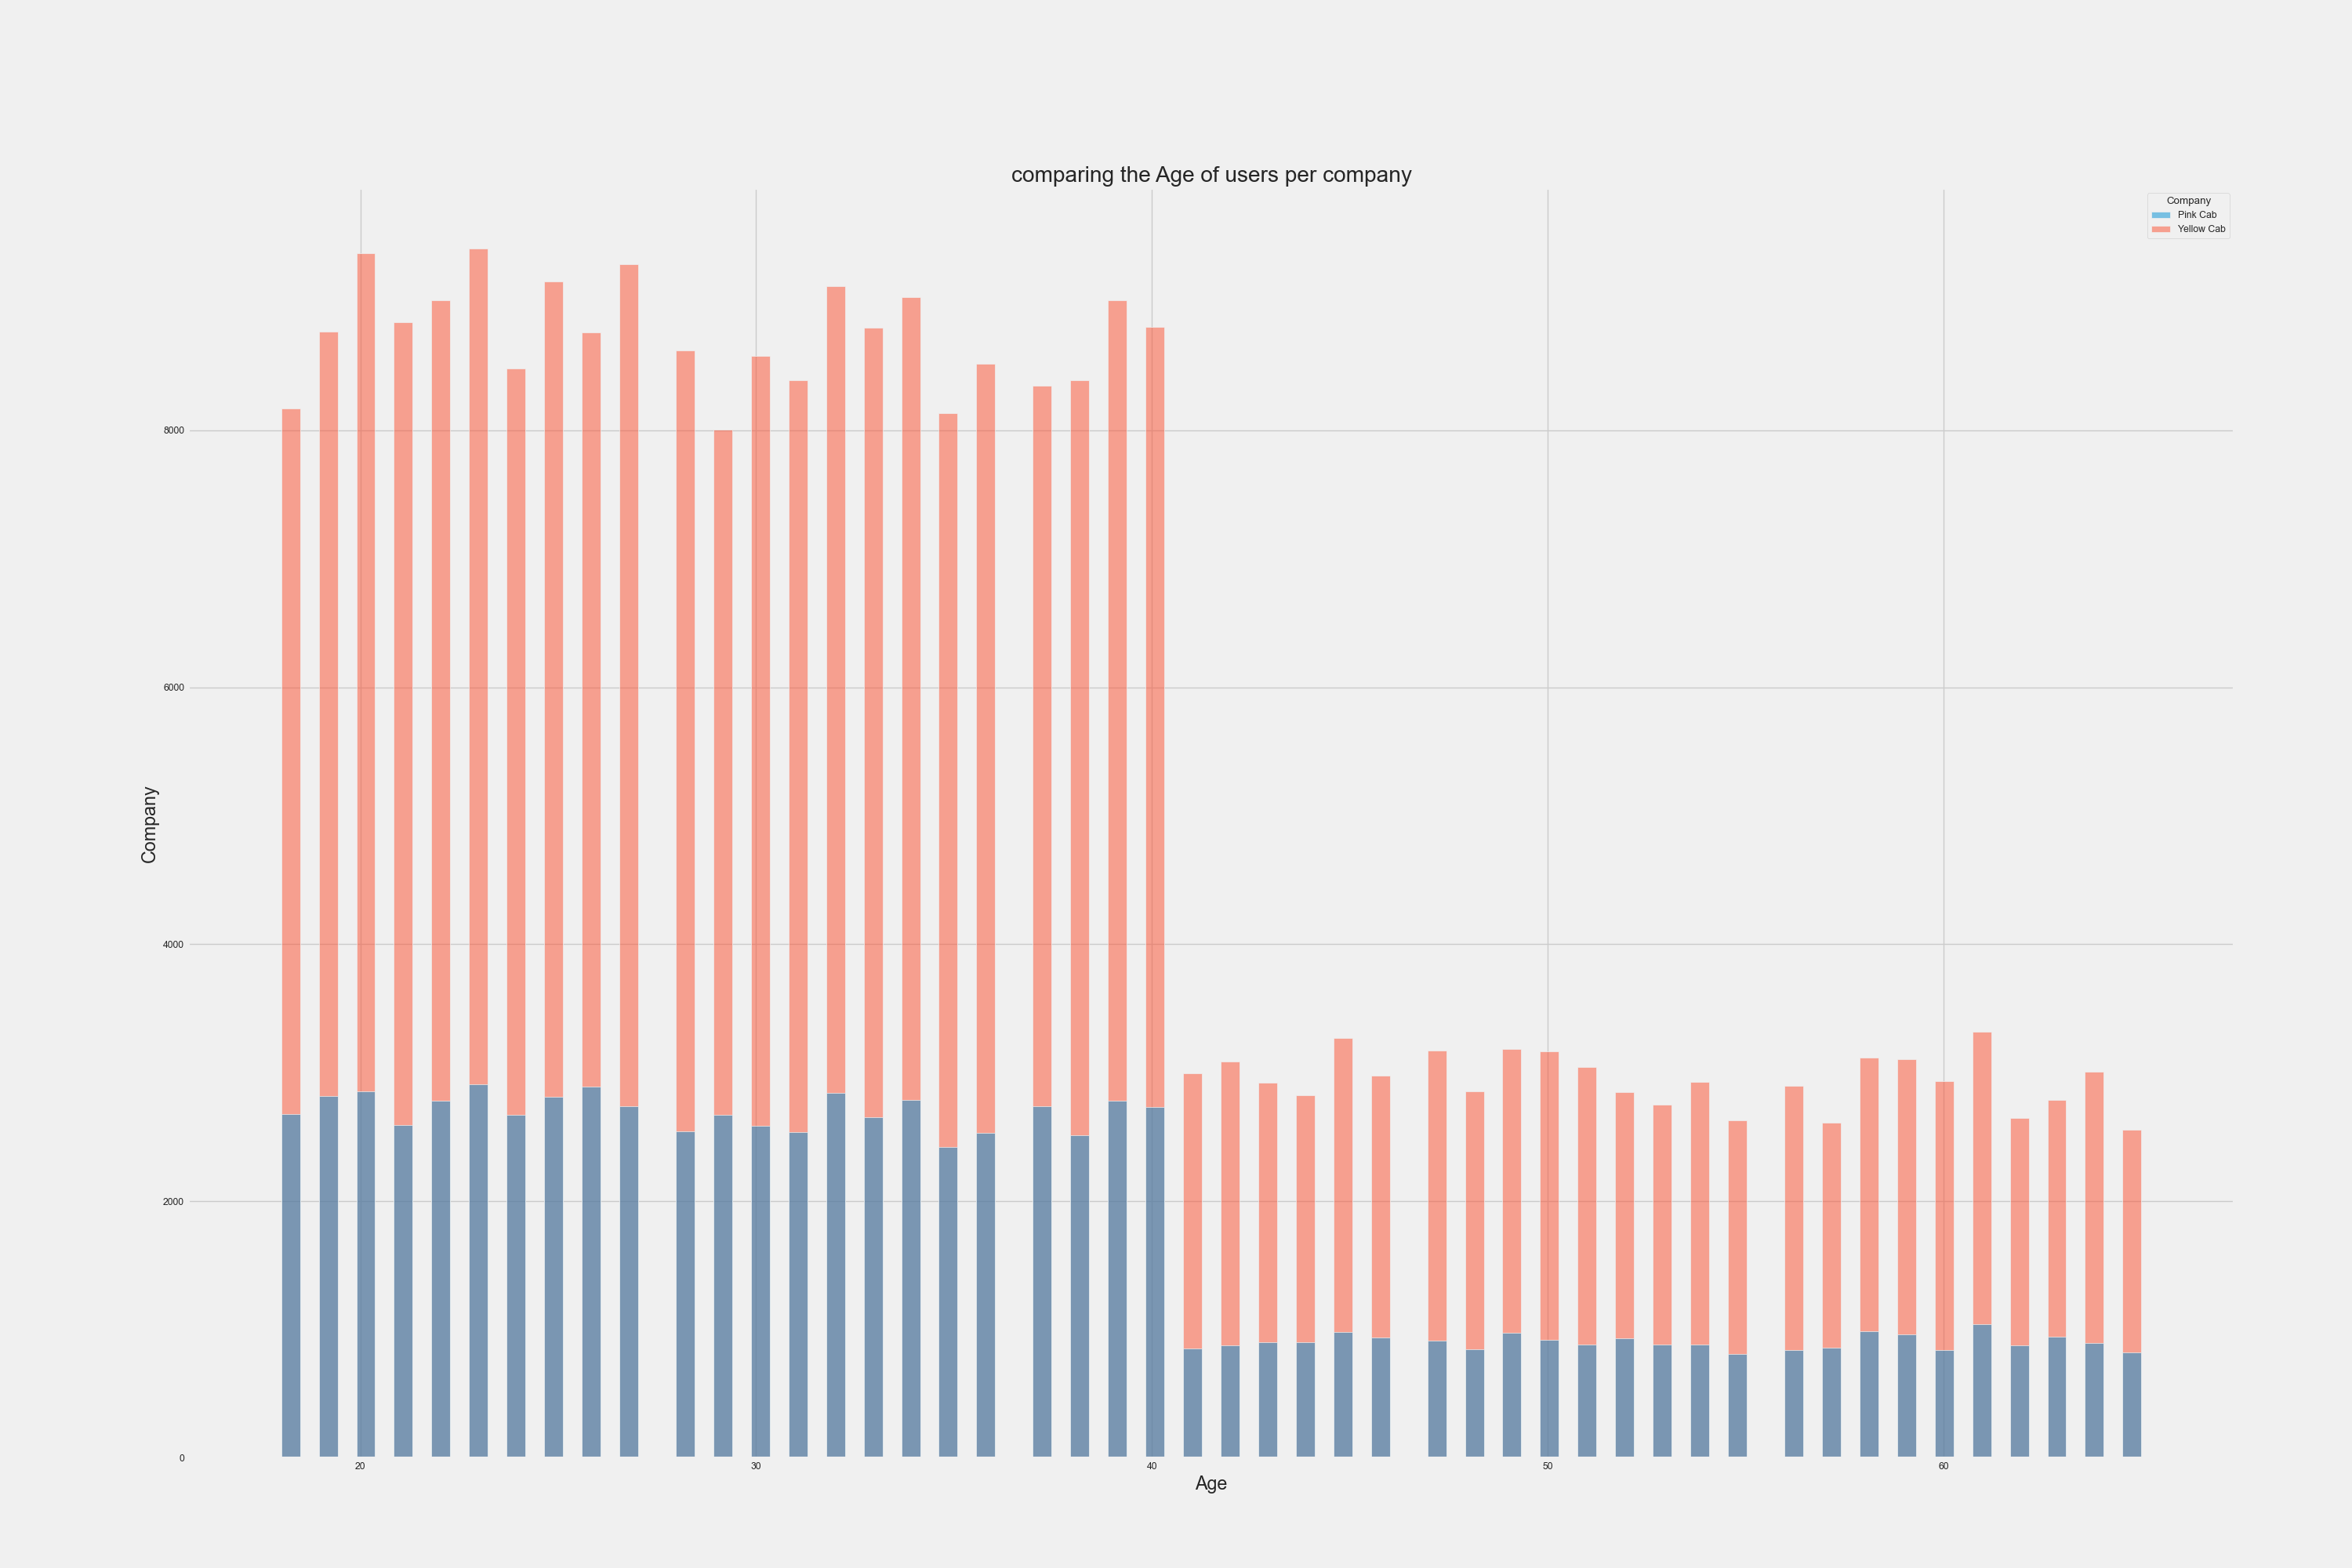 comparing the Age of users per company
Company
Pink Cab
Yellow Cab
8000
6000
4000
2000
0
Company
20 30 40 50 60
Age